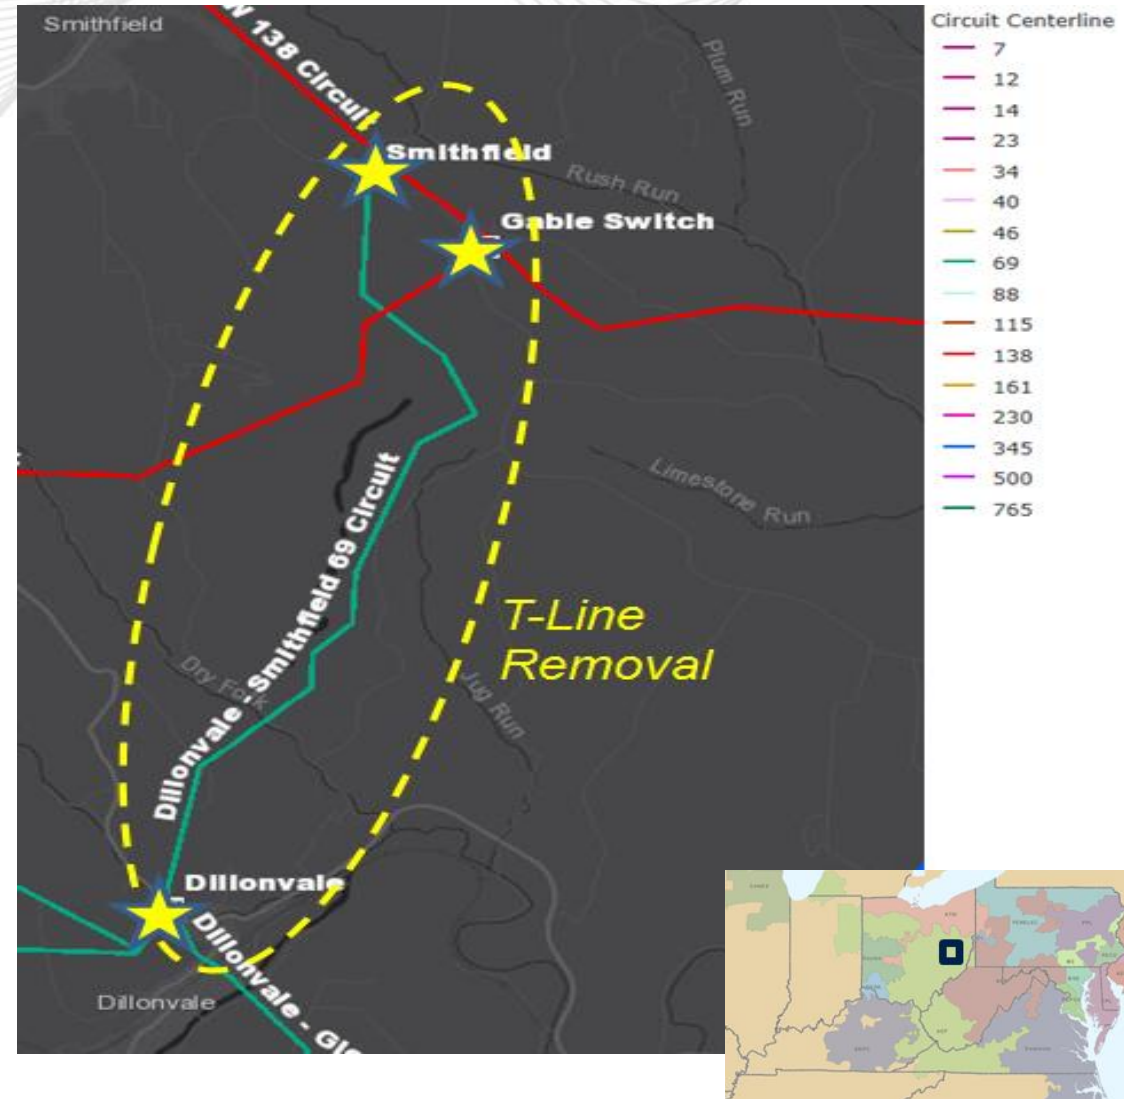 Smithfield
138 Circuit
Smithfield
Plum Run
Rush Run
Gable Switch
Limestone Run
Dillonvale - Smithfield 69 Circuit
T-Line
Removal
Dry Fork
Jug Run
Dillonvale
Dillonvale -
Dillonvale
Circuit Centerline
7
12
14
23
34
40
46
69
88
115
138
161
230
345
500
765